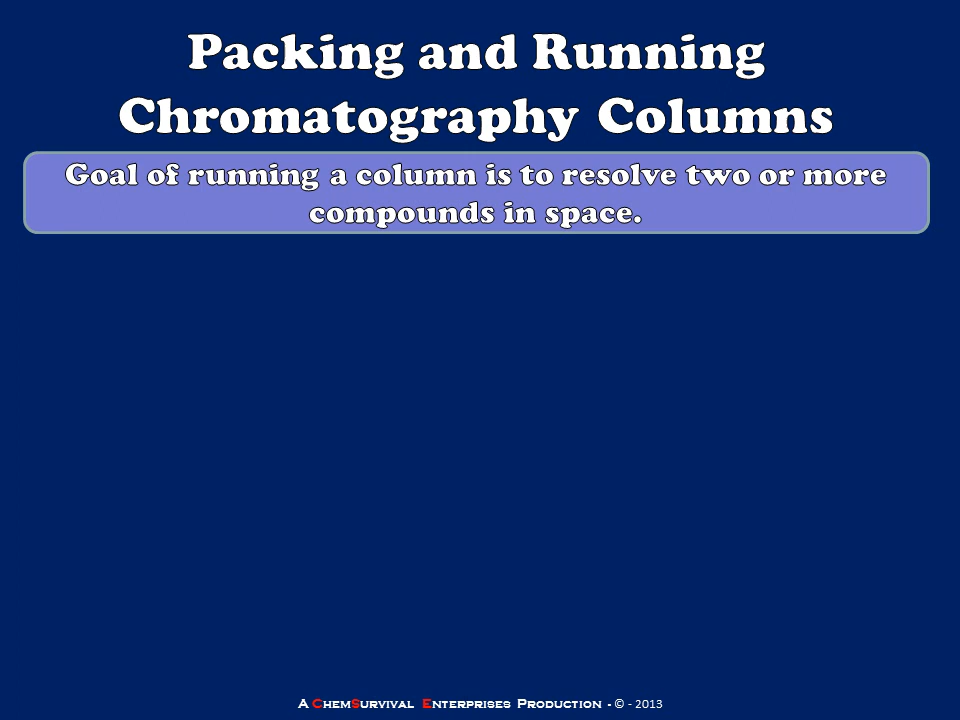 Packing and Running
Chromatography Columns
Goal of running a column is to resolve two or more
compounds in space.
A ChemSurvival Enterprises Production - © - 2013